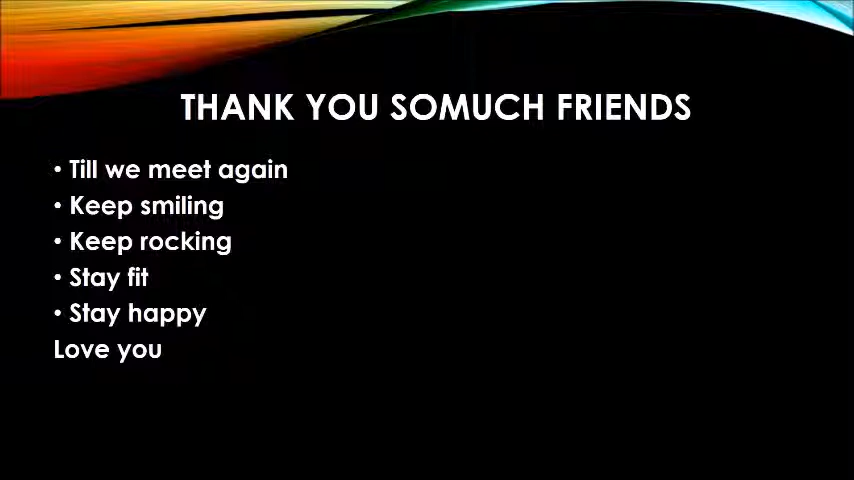 THANK YOU SOMUCH FRIENDS
• Till we meet again
• Keep smiling
• Keep rocking
• Stay fit
• Stay happy
Love you